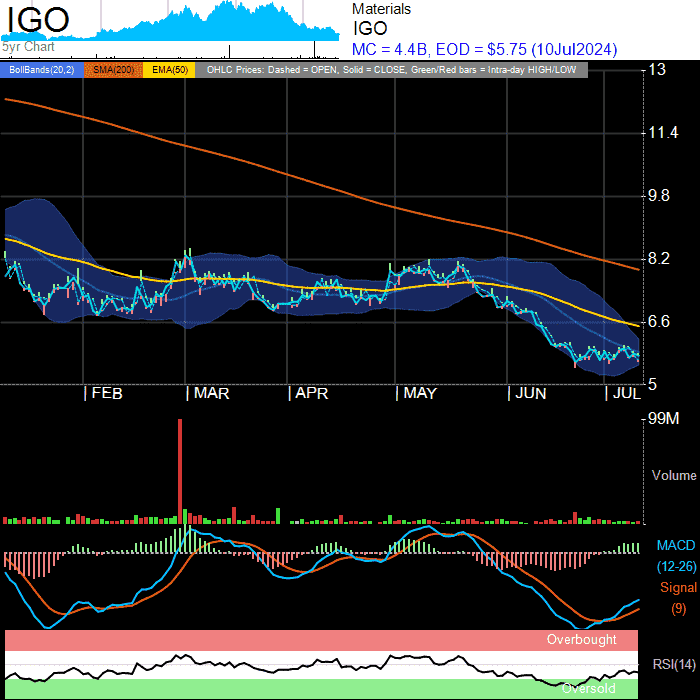 IGO
5yr Chart
Materials
IGO
MC = 4.4B, EOD = $5.75 (10Jul2024)
BollBands(20,2) SMA(200) EMA(50) OHLC Prices: Dashed = OPEN, Solid = CLOSE, Green/Red bars = Intra-day HIGH/LOW
13
11.4
9.8
8.2
6.6
5
| FEB | MAR | APR | MAY | JUN | JUL
99M
Volume
MACD
(12-26)
Signal
(9)
Overbought
RSI(14)
Oversold